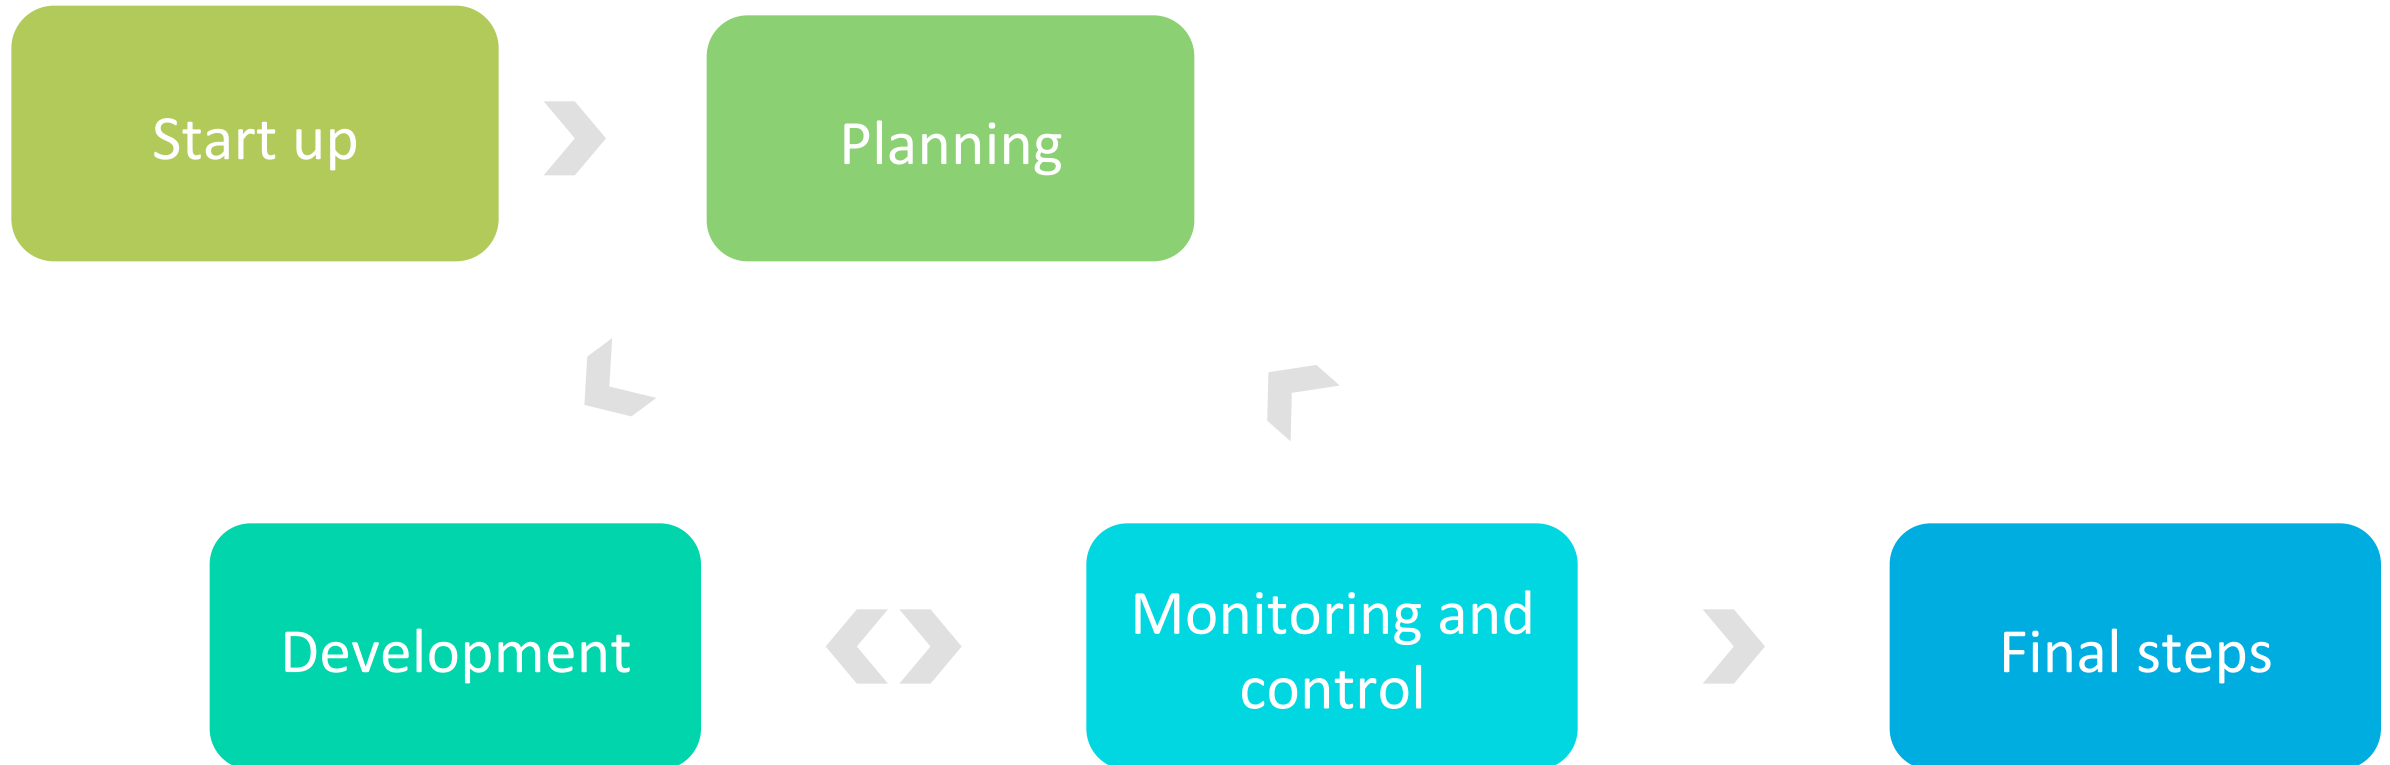 Start up
Planning
Development
Monitoring and
control
Final steps